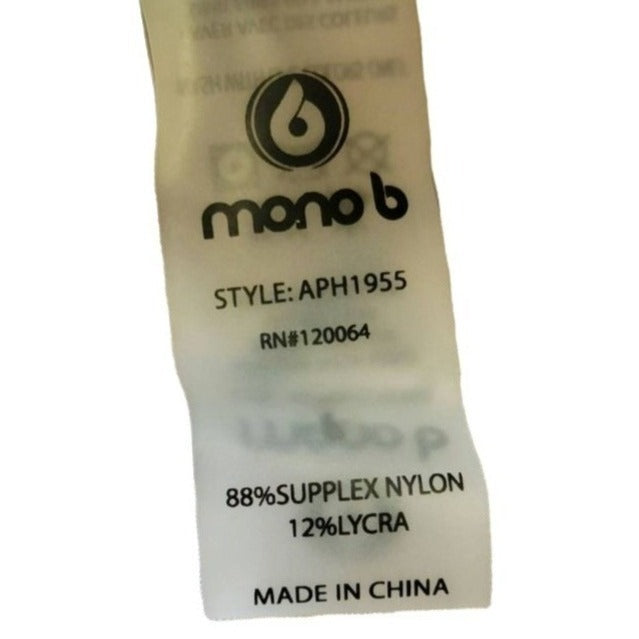 mono b
STYLE: APH1955
RN#120064
88%SUPPLEX NYLON
12%LYCRA
MADE IN CHINA